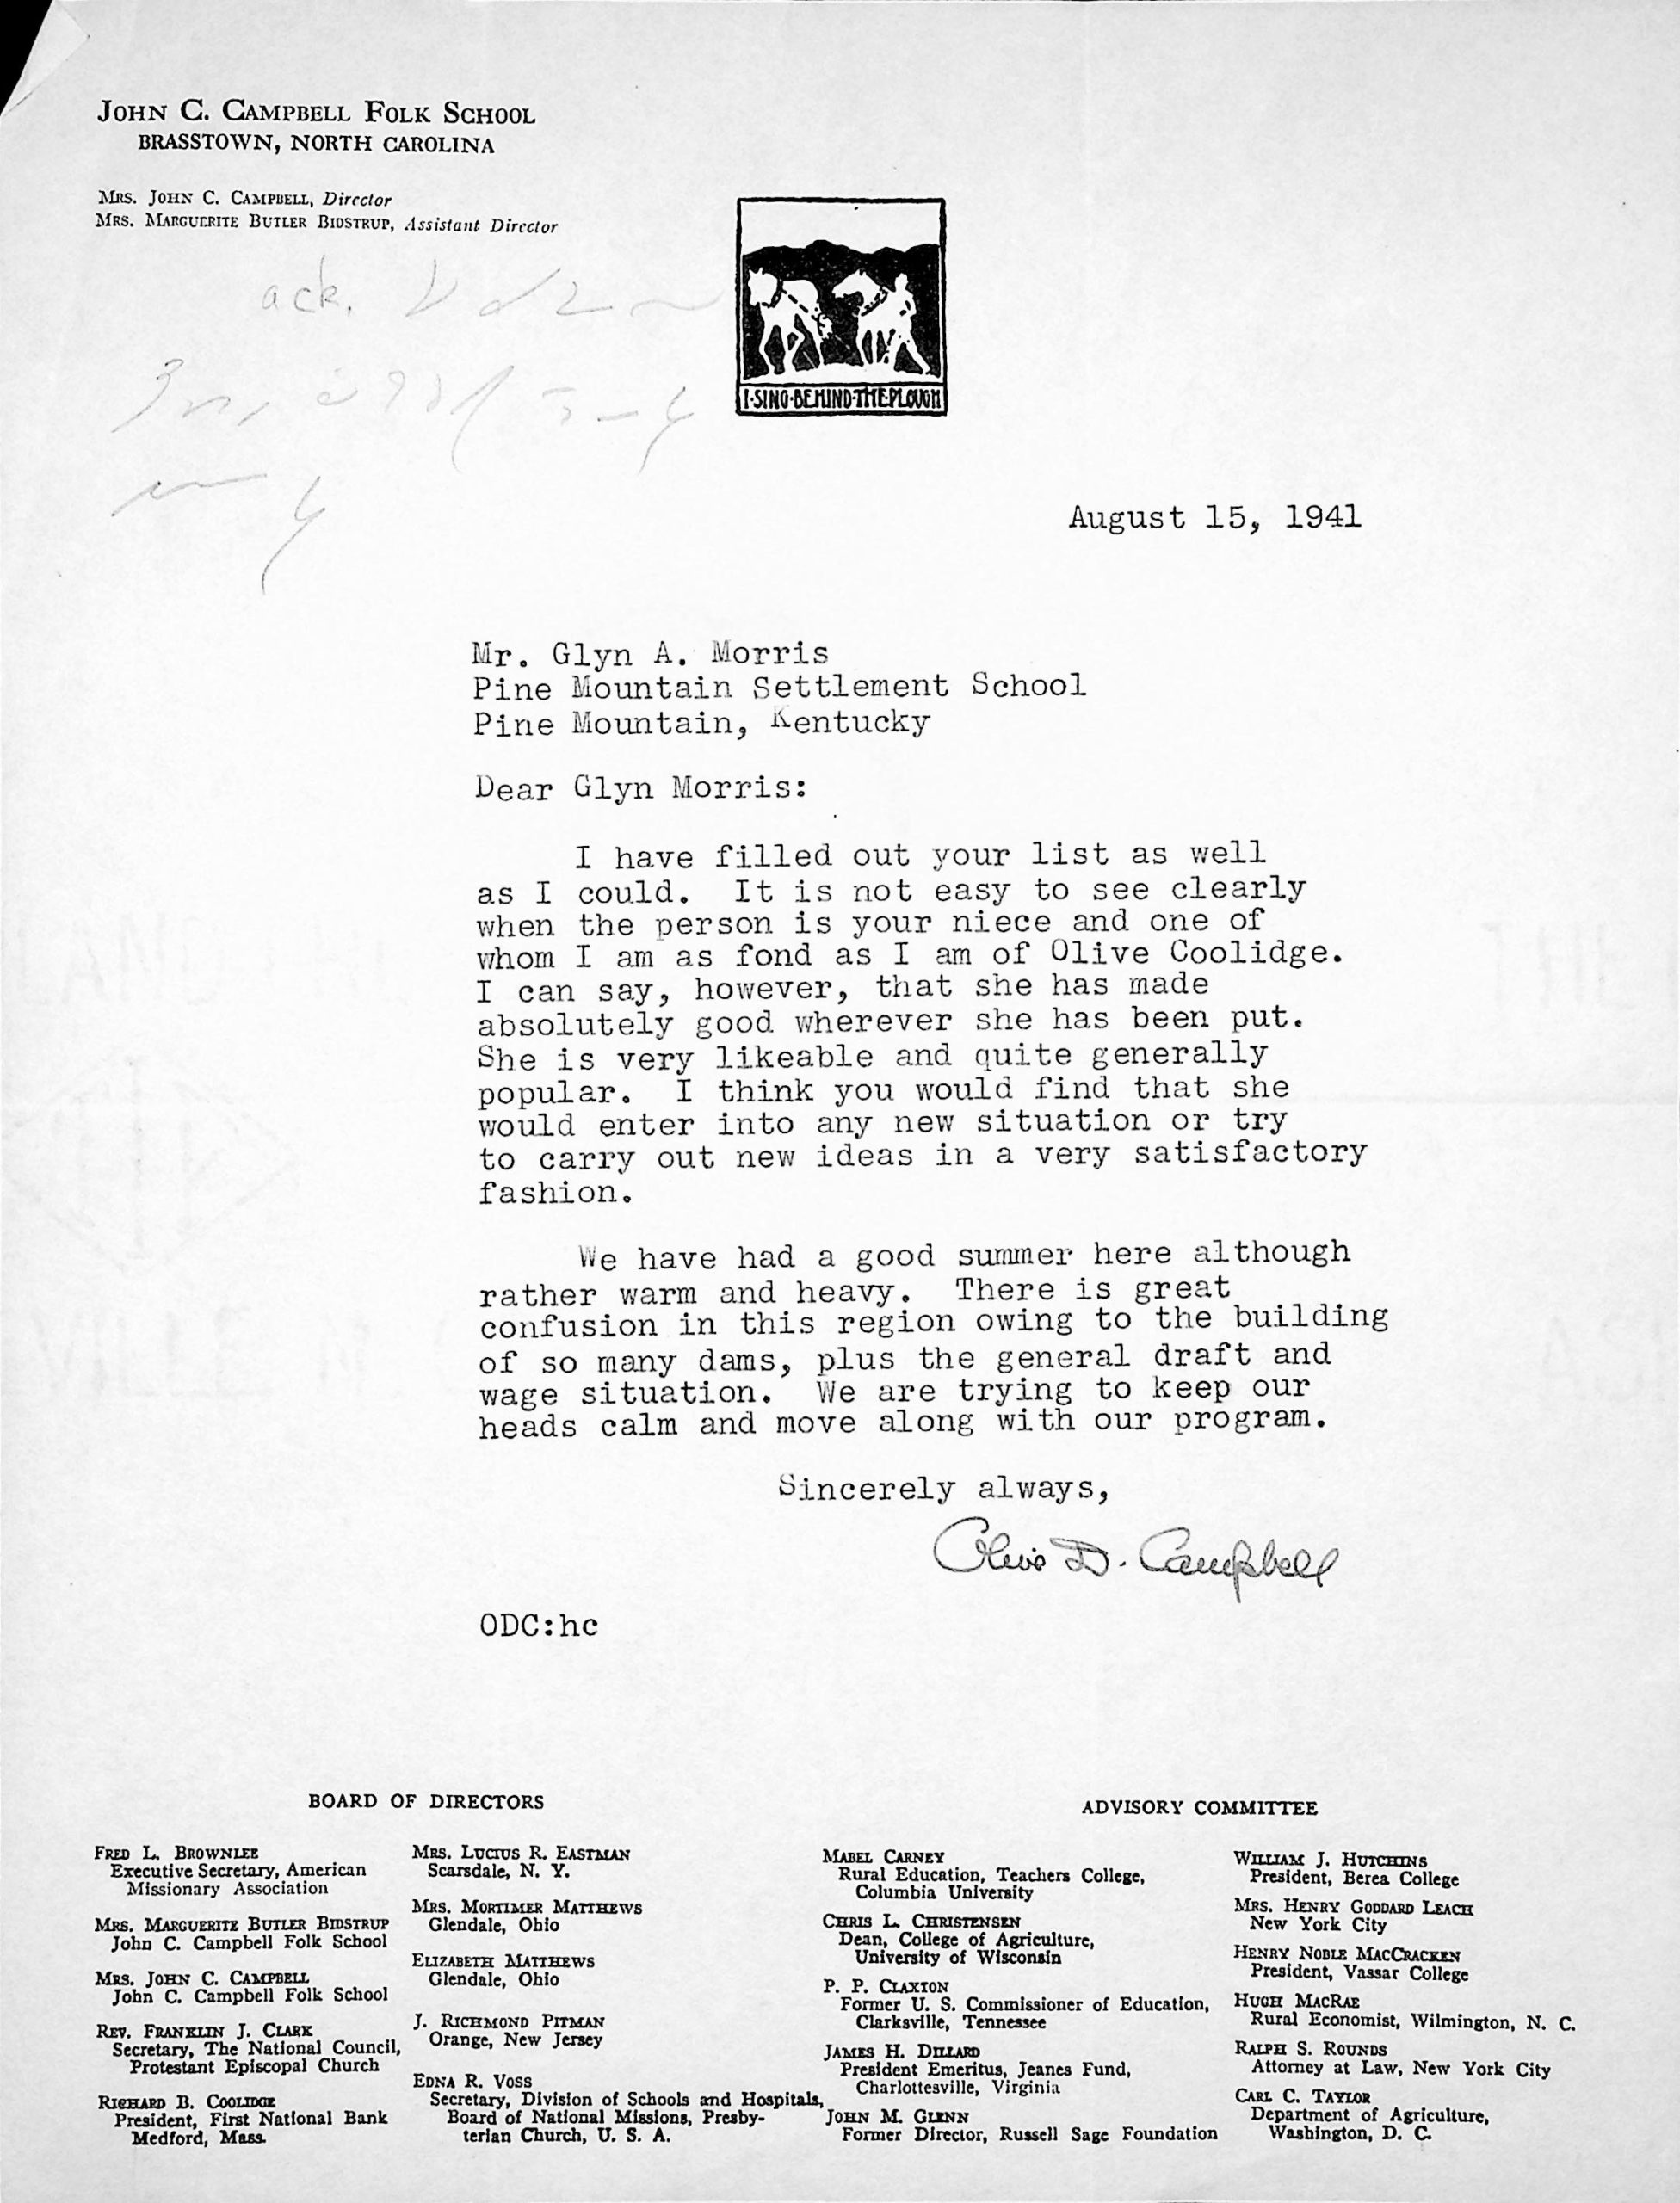 JOHN C. CAMPBELL FOLK SCHOOL
BRASSTOWN, NORTH CAROLINA
MRS. JOHN C. CAMPBELL, Director
MRS. MARGUERITE BUTLER BIDSTRUP, Assistant Director
ack.
I·SING·BEHIND·THE·PLOUGH
August 15, 1941
Mr. Glyn A. Morris
Pine Mountain Settlement School
Pine Mountain, Kentucky
Dear Glyn Morris:
I have filled out your list as well
as I could. It is not easy to see clearly
when the person is your niece and one of
whom I am as fond as I am of Olive Coolidge.
I can say, however, that she has made
absolutely good wherever she has been put.
She is very likeable and quite generally
popular. I think you would find that she
would enter into any new situation or try
to carry out new ideas in a very satisfactory
fashion.
We have had a good summer here although
rather warm and heavy. There is great
confusion in this region owing to the building
of so many dams, plus the general draft and
wage situation. We are trying to keep our
heads calm and move along with our program.
Sincerely always,
Olive D. Campbell
ODC:hc
BOARD OF DIRECTORS
FRED L. BROWNLEE
Executive Secretary, American
Missionary Association
MRS. MARGUERITE BUTLER BIDSTRUP
John C. Campbell Folk School
MRS. JOHN C. CAMPBELL
John C. Campbell Folk School
REV. FRANKLIN J. CLARK
Secretary, The National Council,
Protestant Episcopal Church
RICHARD B. COOLIDGE
President, First National Bank
Medford, Mass.
MRS. LUCIUS R. EASTMAN
Scarsdale, N. Y.
MRS. MORTIMER MATTHEWS
Glendale, Ohio
ELIZABETH MATTHEWS
Glendale, Ohio
J. RICHMOND PITMAN
Orange, New Jersey
EDNA R. VOSS
Secretary, Division of Schools and Hospitals,
Board of National Missions, Presby-
terian Church, U. S. A.
ADVISORY COMMITTEE
MABEL CARNEY
Rural Education, Teachers College,
Columbia University
CHRIS L. CHRISTENSEN
Dean, College of Agriculture,
University of Wisconsin
P. P. CLAXTON
Former U. S. Commissioner of Education,
Clarksville, Tennessee
JAMES H. DILLARD
President Emeritus, Jeanes Fund,
Charlottesville, Virginia
JOHN M. GLENN
Former Director, Russell Sage Foundation
WILLIAM J. HUTCHINS
President, Berea College
MRS. HENRY GODDARD LEACH
New York City
HENRY NOBLE MACCRACKEN
President, Vassar College
HUGH MACRAE
Rural Economist, Wilmington, N. C.
RALPH S. ROUNDS
Attorney at Law, New York City
CARL C. TAYLOR
Department of Agriculture,
Washington, D. C.